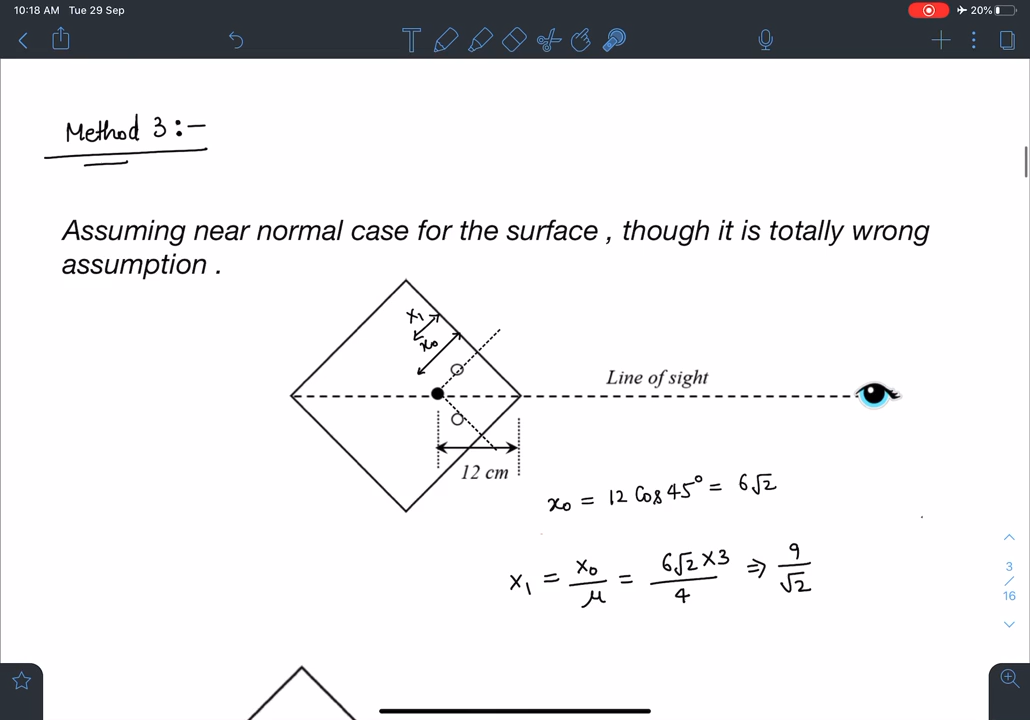 10:18 AM Tue 29 Sep
20%
Method 3 :-
Assuming near normal case for the surface , though it is totally wrong
assumption .
x₁
x₀
Line of sight
12 cm
x₀ = 12 Cos 45° = 6√2
x₁ = x₀/μ = 6√2 × 3/4 ⇒ 9/√2
3
/
16